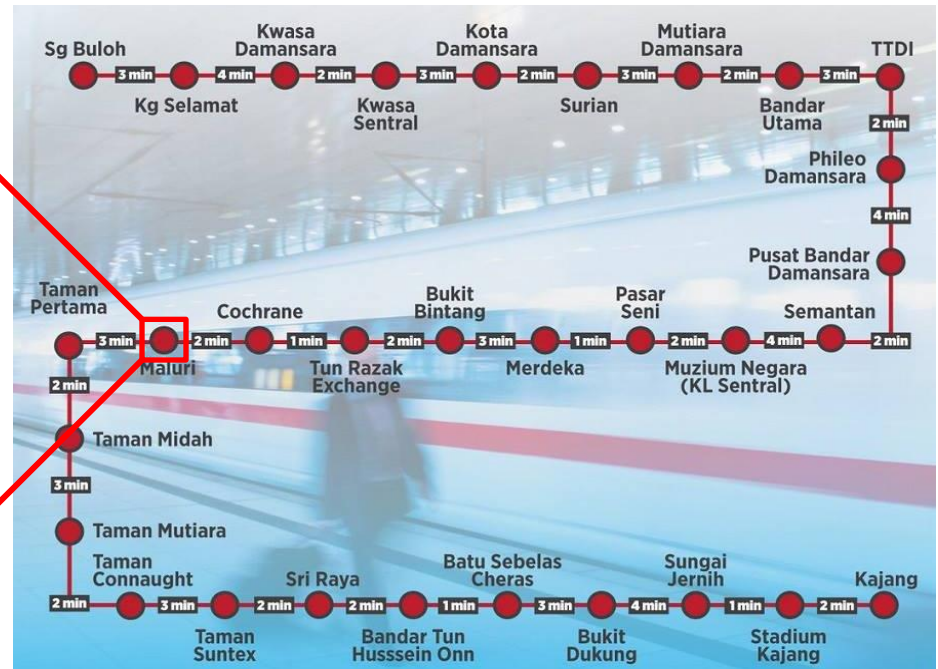 Sg Buloh
3 min
Kg Selamat
4 min
Kwasa
Damansara
2 min
Kwasa
Sentral
3 min
Kota
Damansara
2 min
Surian
3 min
Mutiara
Damansara
2 min
Bandar
Utama
3 min
TTDI
2 min
Phileo
Damansara
4 min
Pusat Bandar
Damansara
2 min
Semantan
4 min
Muzium Negara
(KL Sentral)
2 min
Pasar
Seni
1 min
Merdeka
3 min
Bukit
Bintang
2 min
Tun Razak
Exchange
1 min
Cochrane
2 min
Maluri
3 min
Taman
Pertama
2 min
Taman Midah
3 min
Taman Mutiara
2 min
Taman
Connaught
3 min
Taman
Suntex
2 min
Sri Raya
2 min
Bandar Tun
Husssein Onn
1 min
Batu Sebelas
Cheras
3 min
Bukit
Dukung
4 min
Sungai
Jernih
1 min
Stadium
Kajang
2 min
Kajang